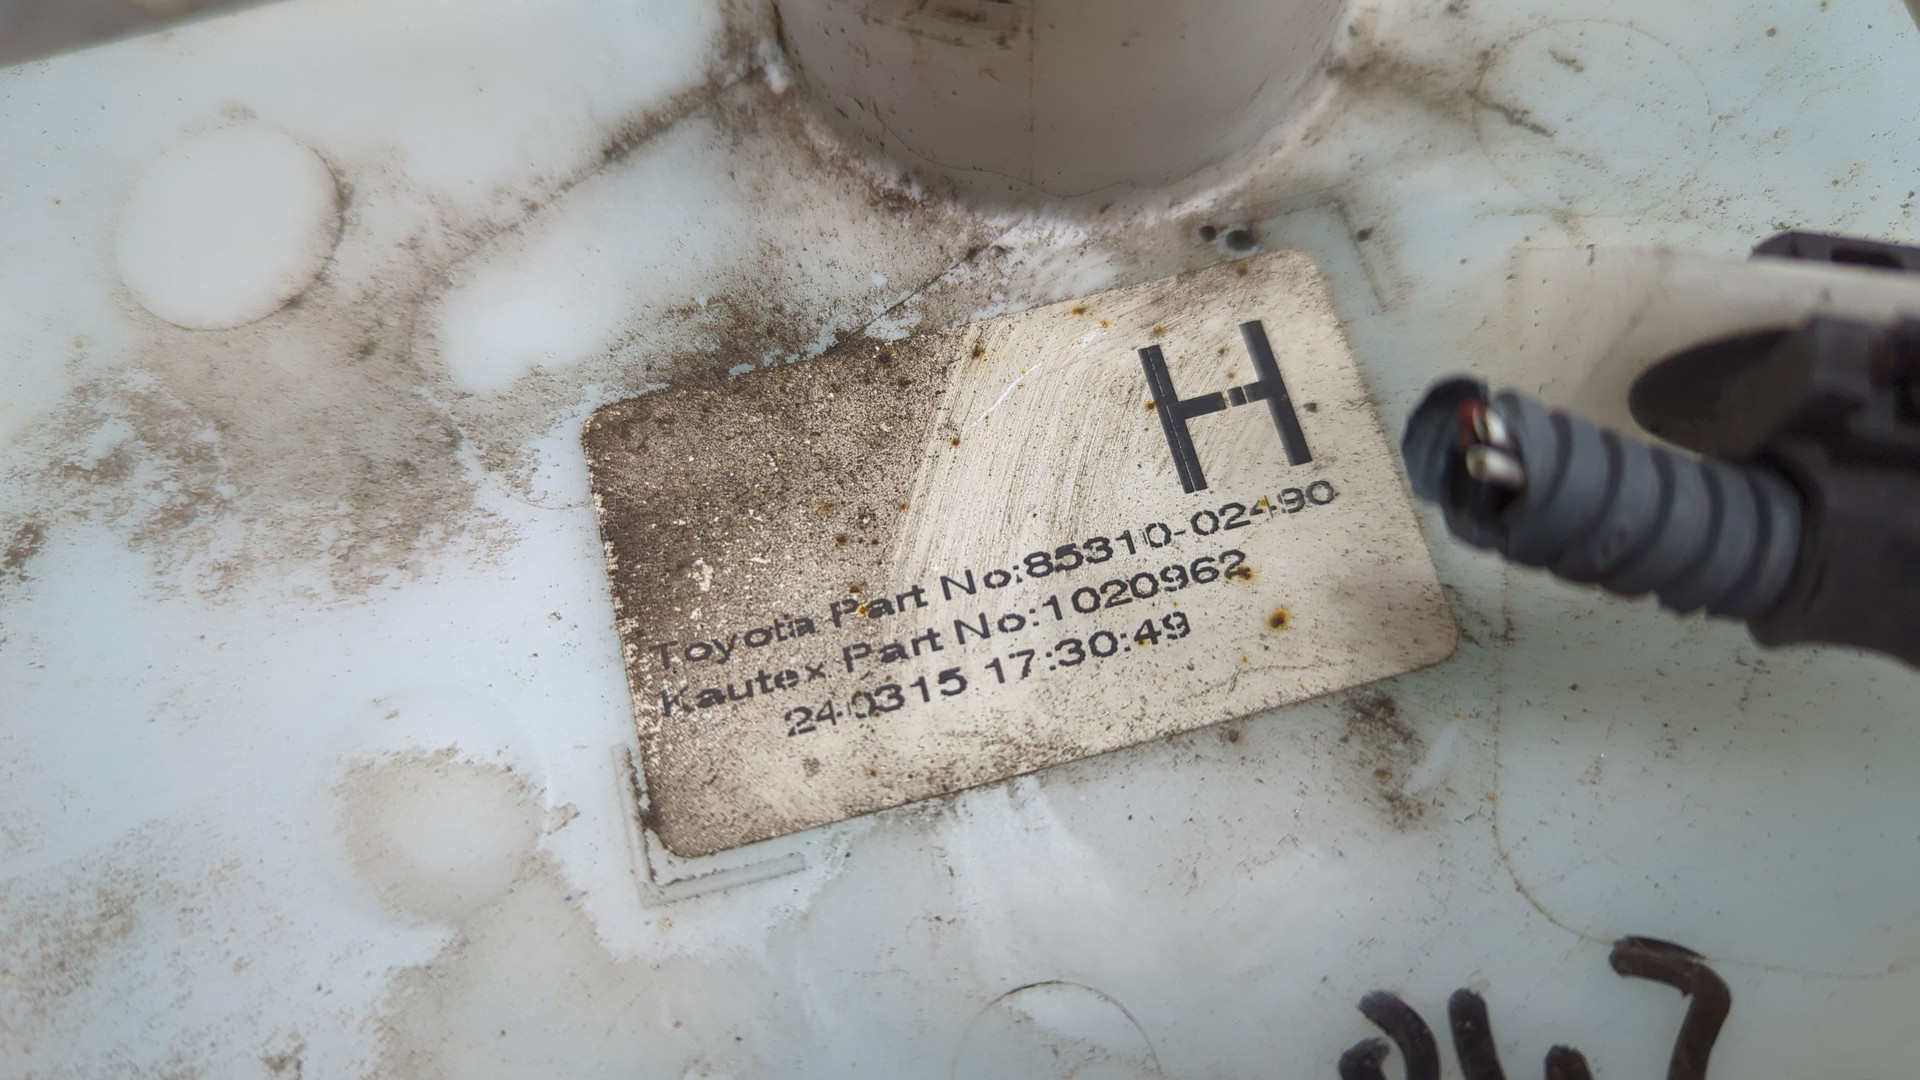 H
Toyota Part No:85310-02490
Kautex Part No:1020962
240315 17:30:49